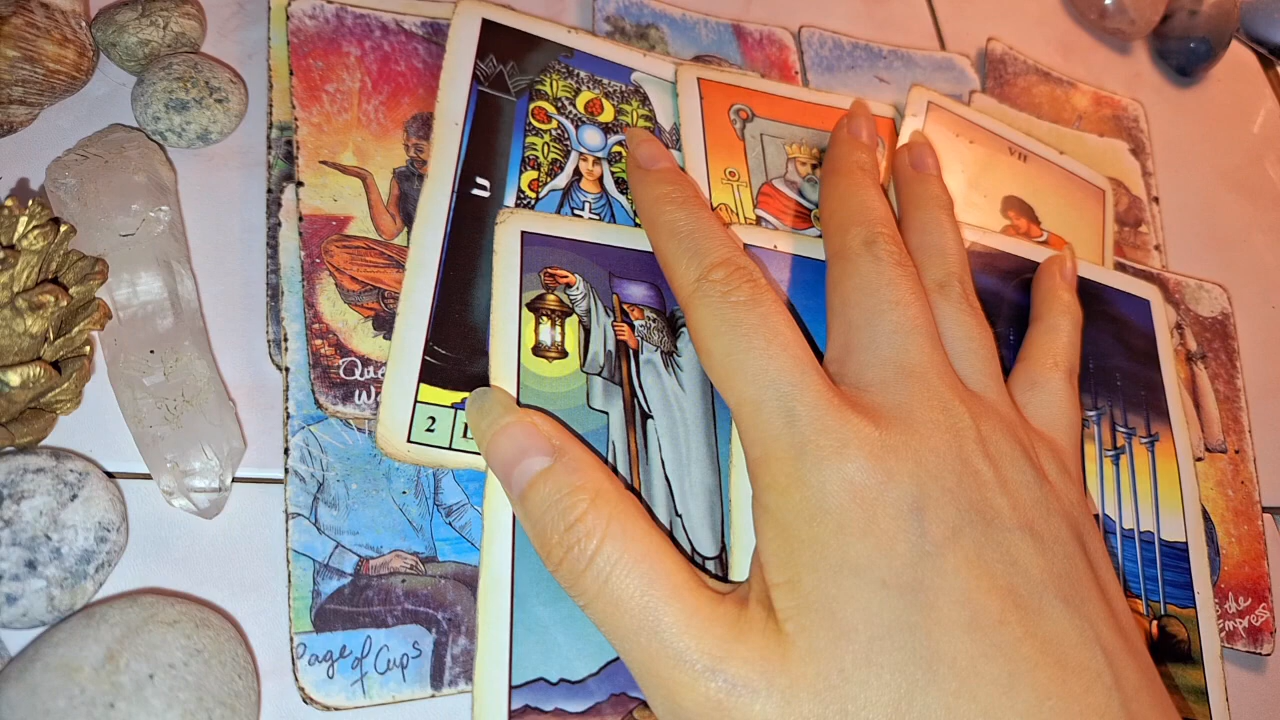 VII
ב
Que
W
2
Page of Cups
the
Empress